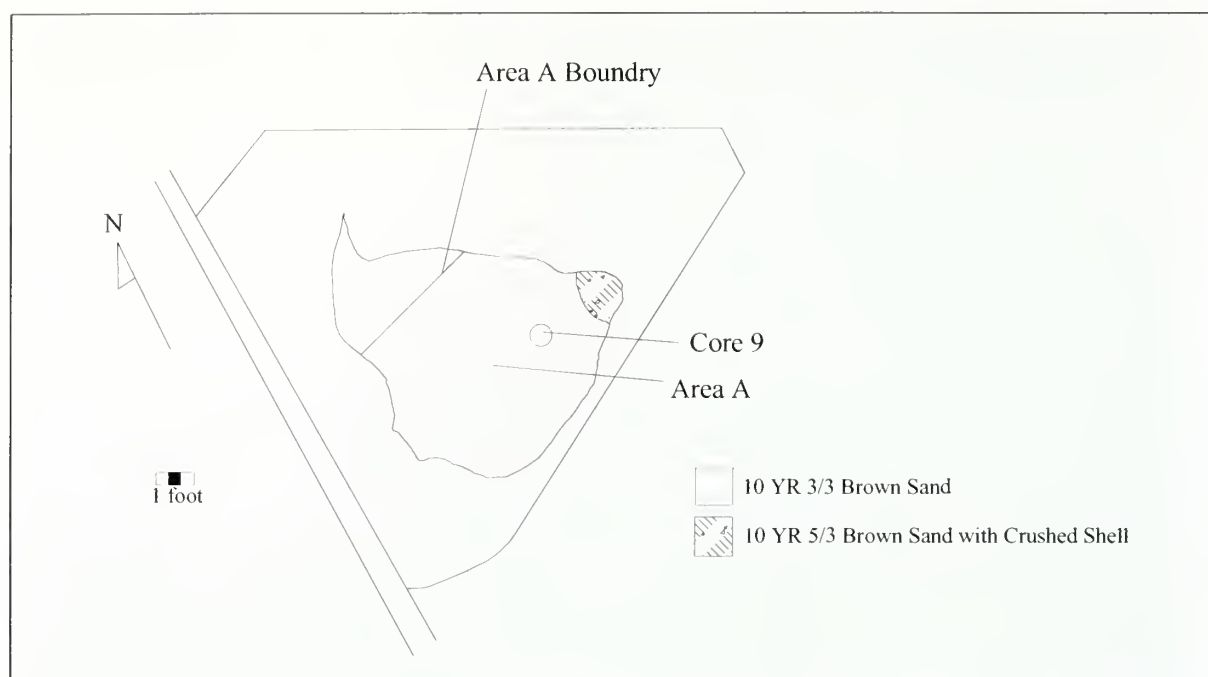 Area A Boundry
N
Core 9
Area A
1 foot
10 YR 3/3 Brown Sand
10 YR 5/3 Brown Sand with Crushed Shell